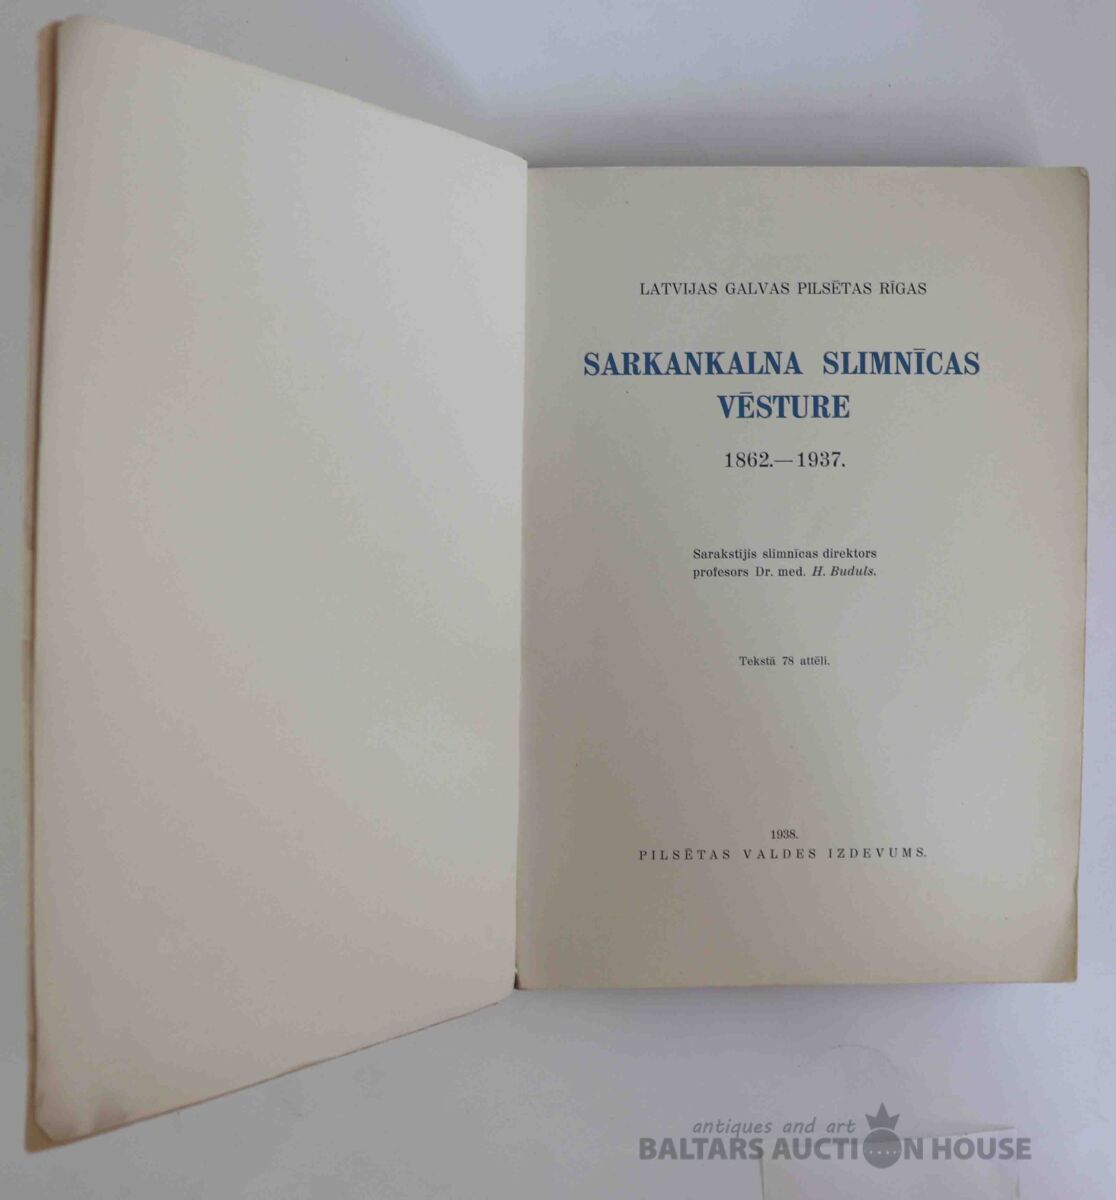 LATVIJAS GALVAS PILSĒTAS RĪGAS
SARKANKALNA SLIMNĪCAS
VĒSTURE
1862.—1937.
Sarakstījis slimnīcas direktors
profesors Dr. med. H. Buduls.
Tekstā 78 attēli.
1938.
PILSĒTAS VALDES IZDEVUMS.
antiques and art
BALTARS AUCTION HOUSE